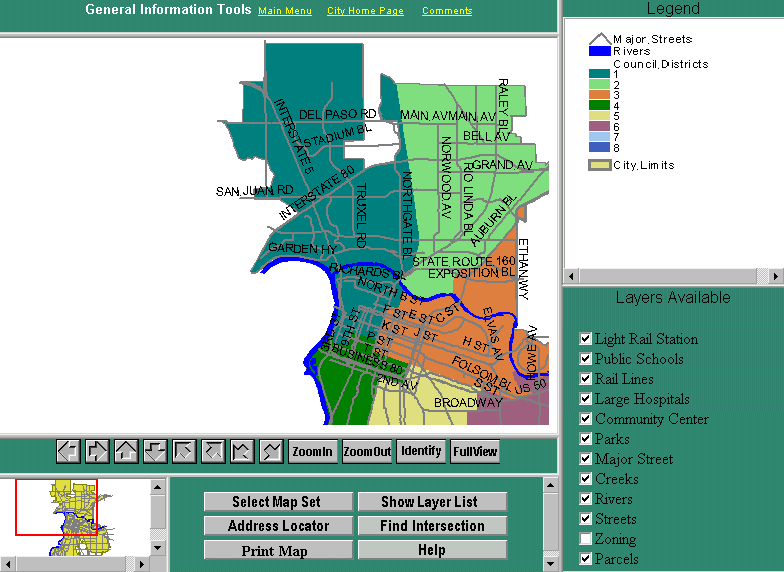 General Information Tools Main Menu City Home Page Comments
Legend
Major Streets
Rivers
Council Districts
1
2
3
4
5
6
7
8
City Limits
RALEY BL
DEL PASO RD
MAIN AV
MAIN AV
INTERSTATE 5
STADIUM BL
BELL AV
NORWOOD AV
RIO LINDA BL
GRAND AV
SAN JUAN RD
INTERSTATE 80
TRUXEL RD
NORTHGATE BL
AUBURN BL
GARDEN HY
ETHAN WY
STATE ROUTE 160
RICHARDS BL
EXPOSITION BL
NORTH B ST
F ST
E ST
C ST
ELVAS AV
9TH ST
K ST
J ST
H ST
HOWE AV
P ST
T ST
BUSINESS 80
FOLSOM BL
2ND AV
S ST
US 50
BROADWAY
Layers Available
Light Rail Station
Public Schools
Rail Lines
Large Hospitals
Community Center
Parks
Major Street
Creeks
Rivers
Streets
Zoning
Parcels
ZoomIn ZoomOut Identify FullView
Select Map Set Show Layer List
Address Locator Find Intersection
Print Map Help